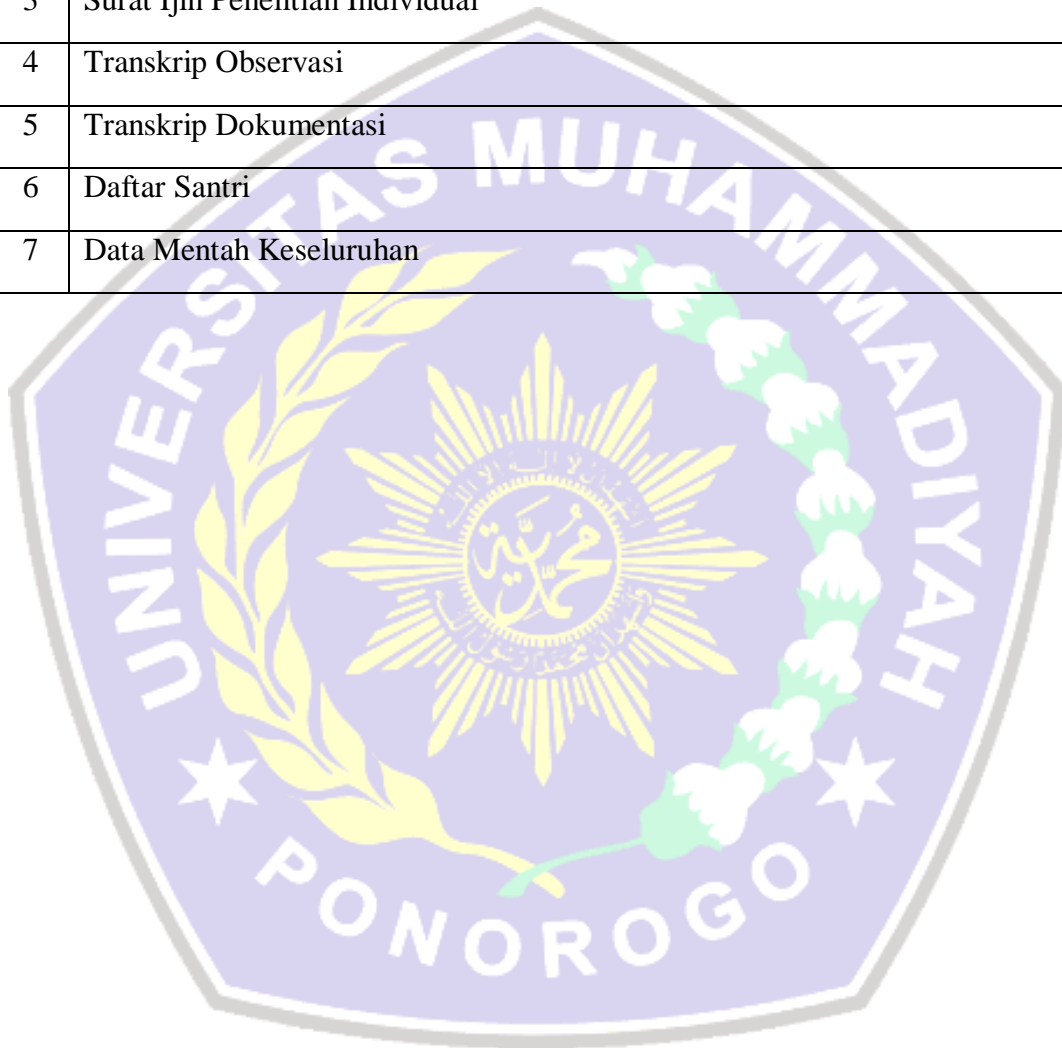 3 Surat Ijin Penelitian Individual
4 Transkrip Observasi
5 Transkrip Dokumentasi
6 Daftar Santri
7 Data Mentah Keseluruhan
UNIVERSITAS MUHAMMADIYAH
محمدية
PONOROGO